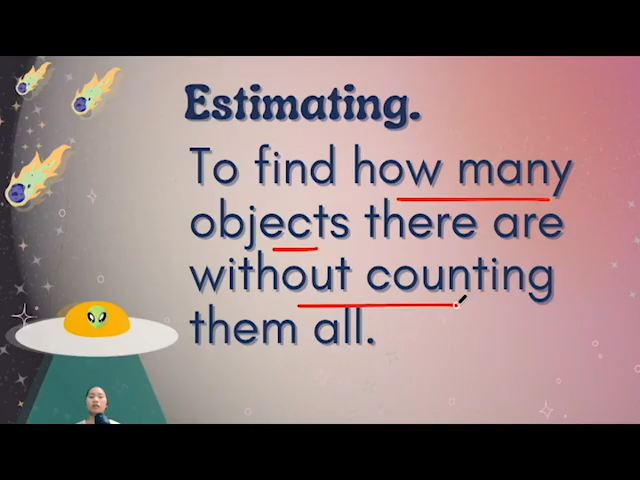 Estimating.
To find how many
objects there are
without counting
them all.